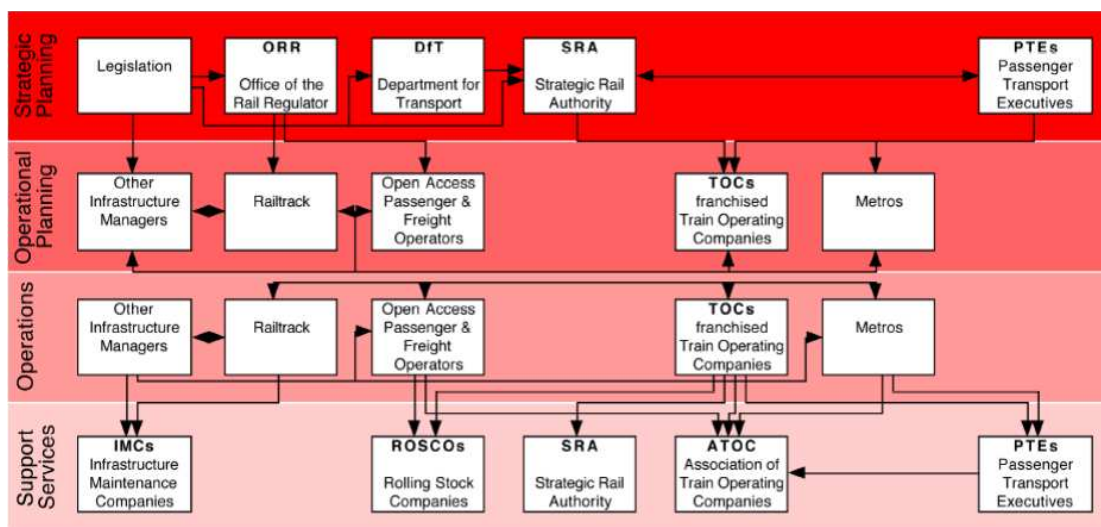 Strategic
Planning
Legislation
ORR
Office of the
Rail Regulator
DfT
Department for
Transport
SRA
Strategic Rail
Authority
PTEs
Passenger
Transport
Executives
Operational
Planning
Other
Infrastructure
Managers
Railtrack
Open Access
Passenger &
Freight
Operators
TOCs
franchised
Train Operating
Companies
Metros
Operations
Other
Infrastructure
Managers
Railtrack
Open Access
Passenger &
Freight
Operators
TOCs
franchised
Train Operating
Companies
Metros
Support
Services
IMCs
Infrastructure
Maintenance
Companies
ROSCOs
Rolling Stock
Companies
SRA
Strategic Rail
Authority
ATOC
Association of
Train Operating
Companies
PTEs
Passenger
Transport
Executives